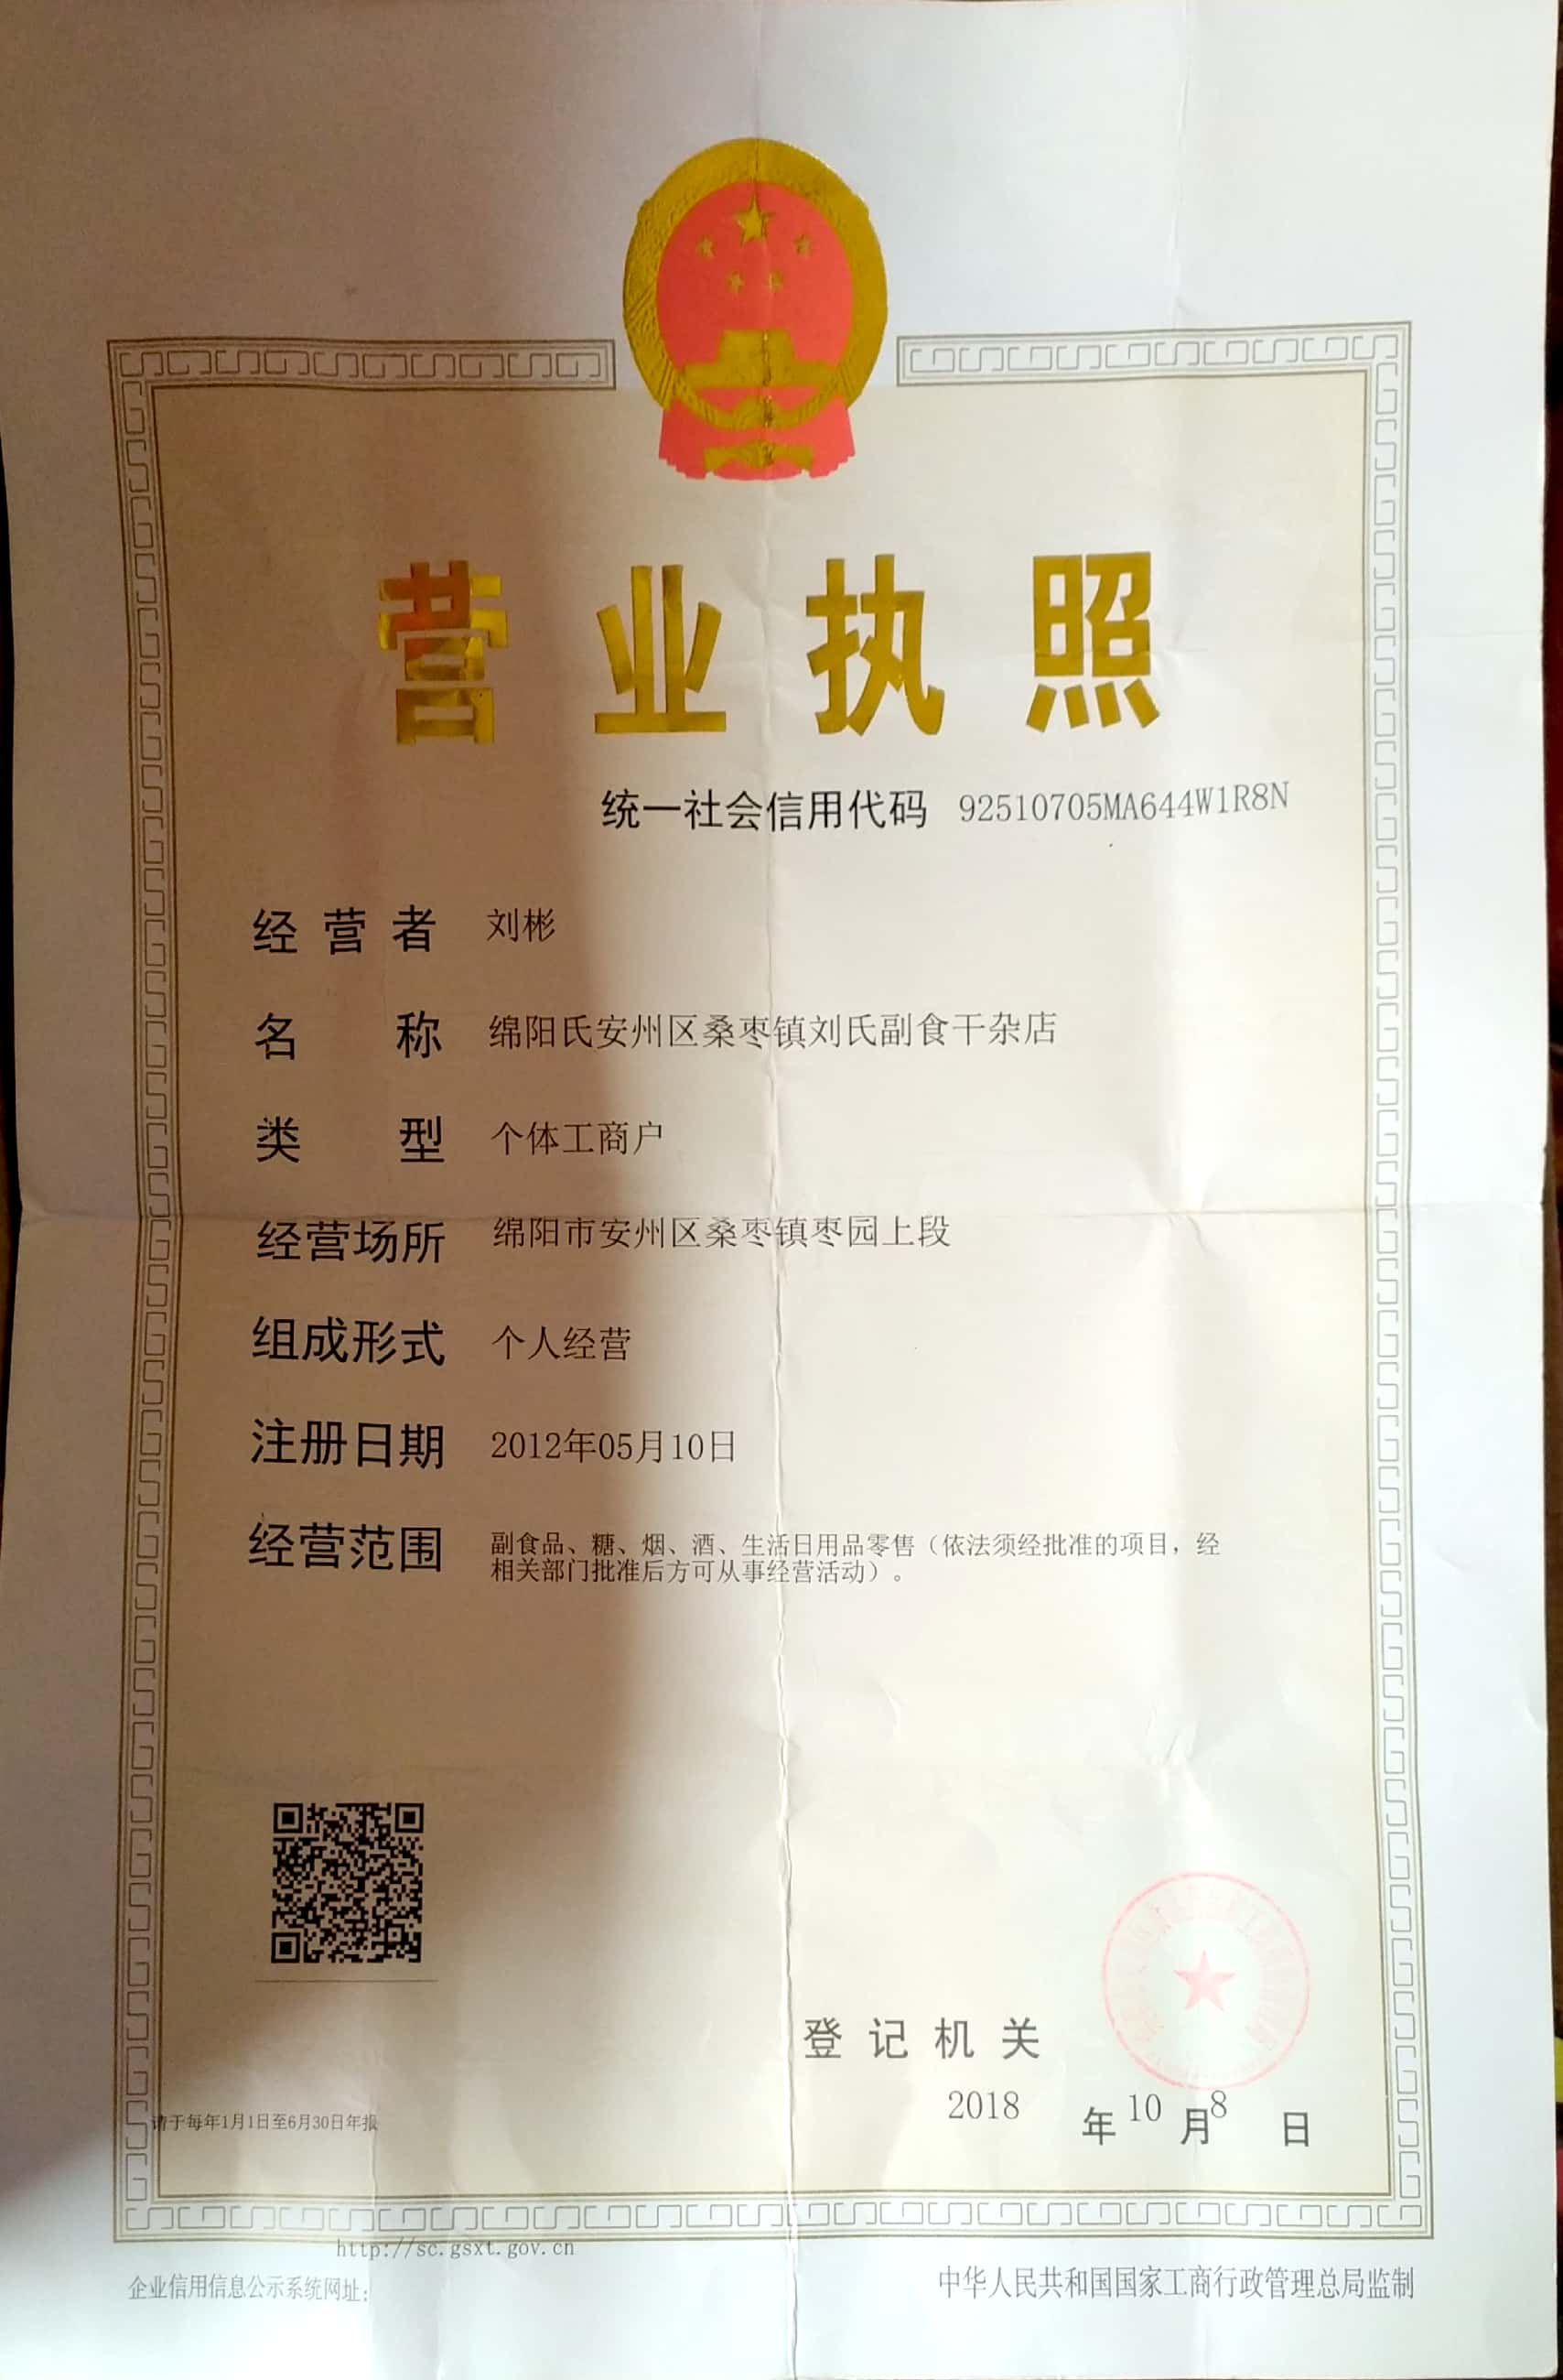 营业执照
统一社会信用代码 92510705MA644W1R8N
经营者 刘彬
名称 绵阳氏安州区桑枣镇刘氏副食干杂店
类型 个体工商户
经营场所 绵阳市安州区桑枣镇枣园上段
组成形式 个人经营
注册日期 2012年05月10日
经营范围 副食品、糖、烟、酒、生活日用品零售（依法须经批准的项目，经
相关部门批准后方可从事经营活动）。
登记机关
2018 年 10 月 8 日
请于每年1月1日至6月30日年报
http://sc.gsxt.gov.cn
企业信用信息公示系统网址：
中华人民共和国国家工商行政管理总局监制